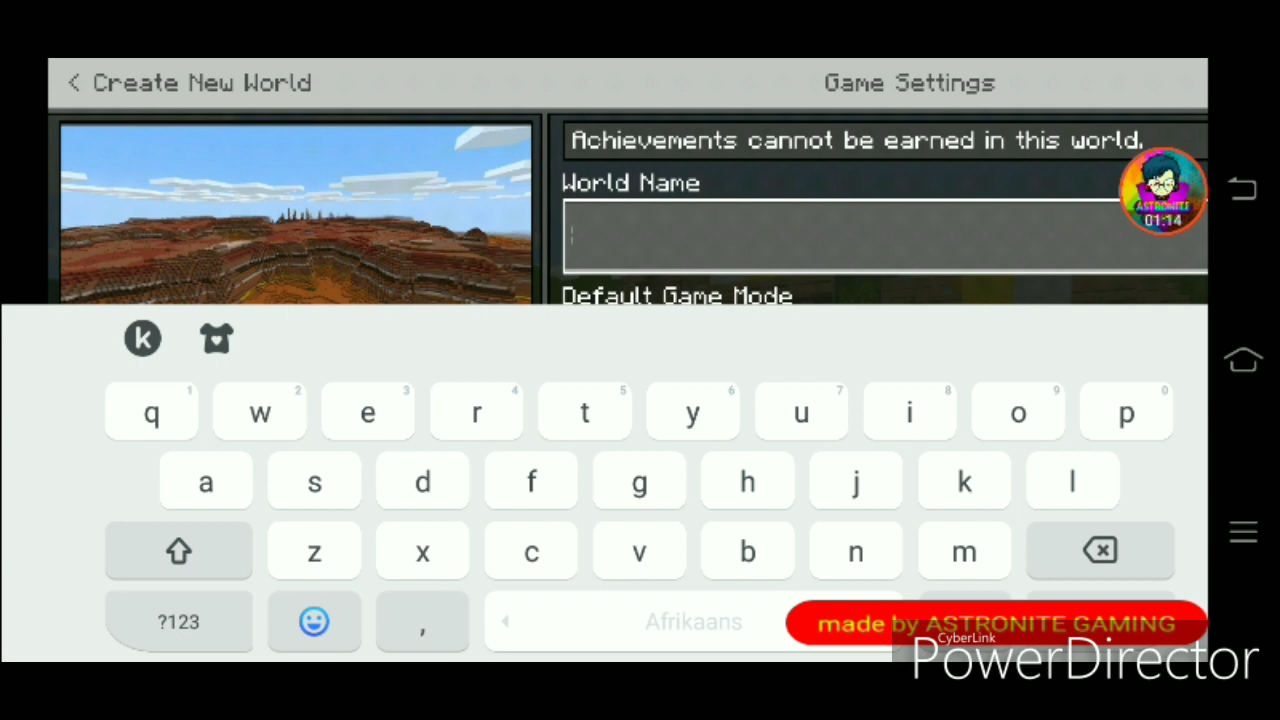 < Create New World
Game Settings
Achievements cannot be earned in this world.
World Name
ASTRONITE
01:14
Default Game Mode
k
1 2 3 4 5 6 7 8 9 0
q w e r t y u i o p
a s d f g h j k l
z x c v b n m
?123 , Afrikaans
made by ASTRONITE GAMING
CyberLink
PowerDirector